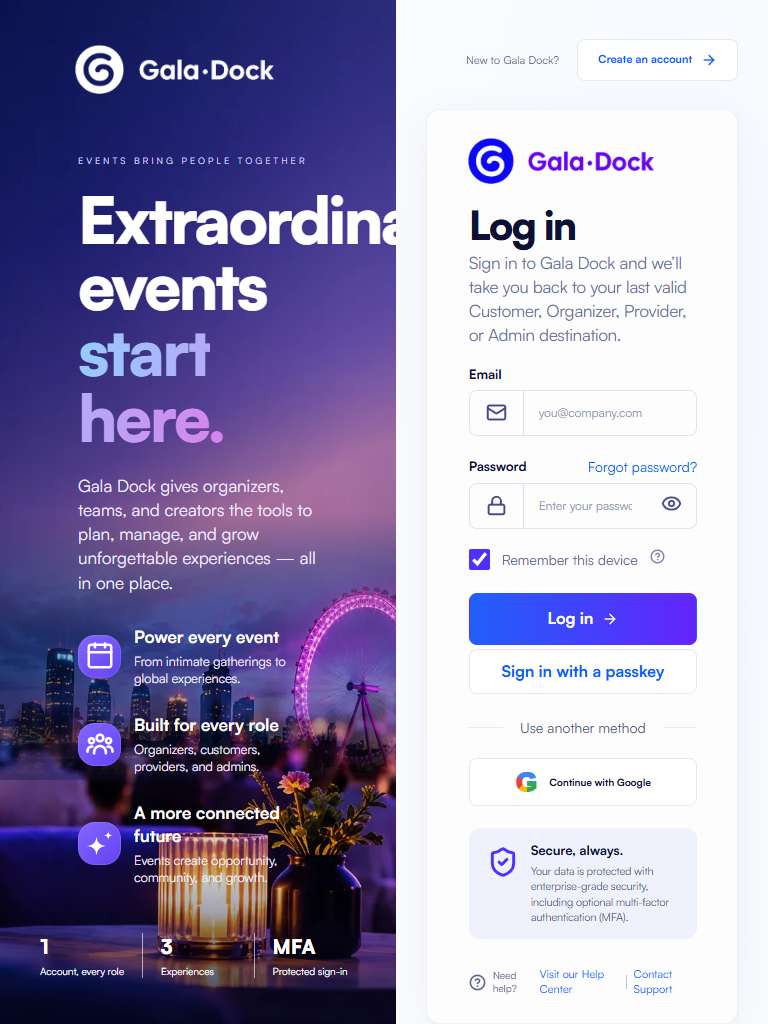 Gala·Dock
EVENTS BRING PEOPLE TOGETHER
Extraordina
events
start
here.
Gala Dock gives organizers,
teams, and creators the tools to
plan, manage, and grow
unforgettable experiences — all
in one place.
Power every event
From intimate gatherings to
global experiences.
Built for every role
Organizers, customers,
providers, and admins.
A more connected
future
Events create opportunity,
community, and growth.
1
Account, every role
3
Experiences
MFA
Protected sign-in
New to Gala Dock?
Create an account
Gala·Dock
Log in
Sign in to Gala Dock and we'll
take you back to your last valid
Customer, Organizer, Provider,
or Admin destination.
Email
you@company.com
Password
Forgot password?
Enter your passwc
Remember this device
Log in
Sign in with a passkey
Use another method
Continue with Google
Secure, always.
Your data is protected with
enterprise-grade security,
including optional multi-factor
authentication (MFA).
Need
help?
Visit our Help
Center
Contact
Support